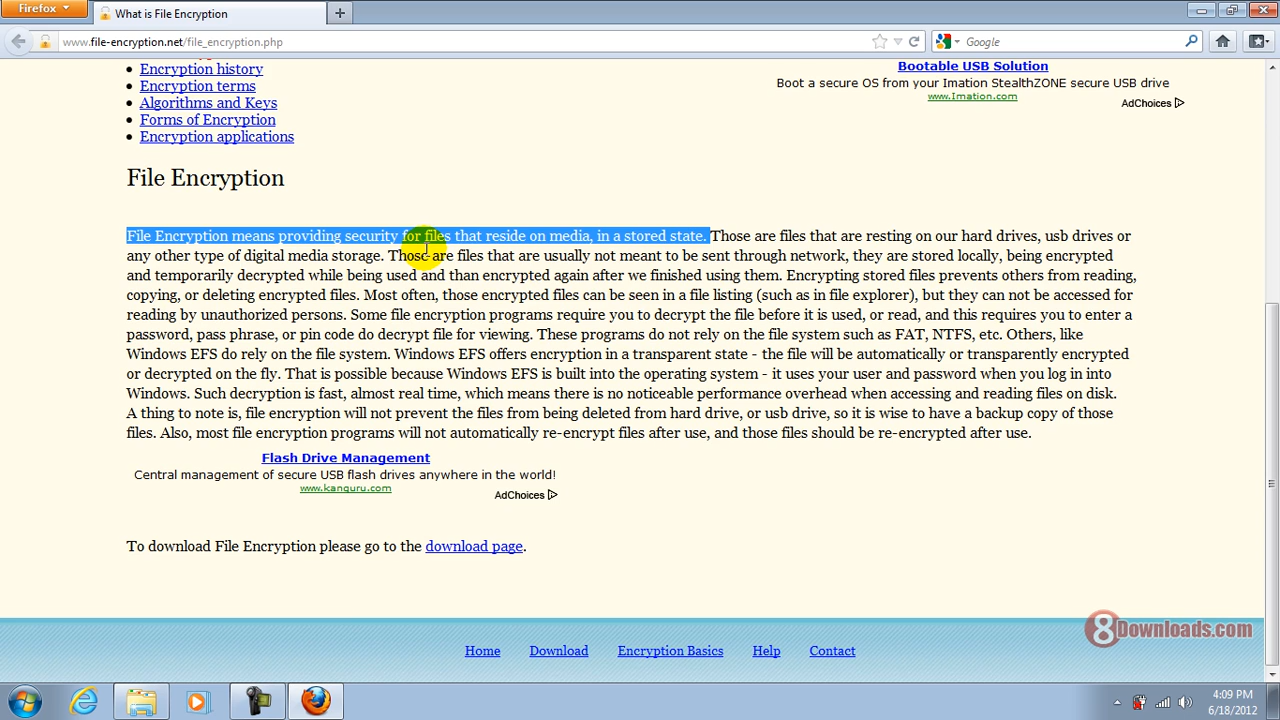 Firefox
What is File Encryption
www.file-encryption.net/file_encryption.php
Google
Encryption history
Encryption terms
Algorithms and Keys
Forms of Encryption
Encryption applications
Bootable USB Solution
Boot a secure OS from your Imation StealthZONE secure USB drive
www.Imation.com
AdChoices
File Encryption
File Encryption means providing security for files that reside on media, in a stored state. Those are files that are resting on our hard drives, usb drives or
any other type of digital media storage. Those are files that are usually not meant to be sent through network, they are stored locally, being encrypted
and temporarily decrypted while being used and than encrypted again after we finished using them. Encrypting stored files prevents others from reading,
copying, or deleting encrypted files. Most often, those encrypted files can be seen in a file listing (such as in file explorer), but they can not be accessed for
reading by unauthorized persons. Some file encryption programs require you to decrypt the file before it is used, or read, and this requires you to enter a
password, pass phrase, or pin code do decrypt file for viewing. These programs do not rely on the file system such as FAT, NTFS, etc. Others, like
Windows EFS do rely on the file system. Windows EFS offers encryption in a transparent state - the file will be automatically or transparently encrypted
or decrypted on the fly. That is possible because Windows EFS is built into the operating system - it uses your user and password when you log in into
Windows. Such decryption is fast, almost real time, which means there is no noticeable performance overhead when accessing and reading files on disk.
A thing to note is, file encryption will not prevent the files from being deleted from hard drive, or usb drive, so it is wise to have a backup copy of those
files. Also, most file encryption programs will not automatically re-encrypt files after use, and those files should be re-encrypted after use.
Flash Drive Management
Central management of secure USB flash drives anywhere in the world!
www.kanguru.com
AdChoices
To download File Encryption please go to the download page.
8Downloads.com
Home Download Encryption Basics Help Contact
4:09 PM
6/18/2012